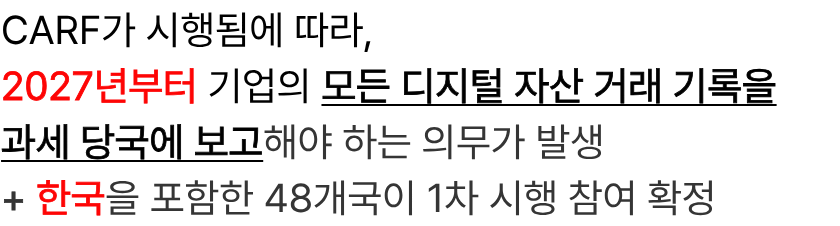 CARF가 시행됨에 따라,
2027년부터 기업의 모든 디지털 자산 거래 기록을
과세 당국에 보고해야 하는 의무가 발생
+ 한국을 포함한 48개국이 1차 시행 참여 확정